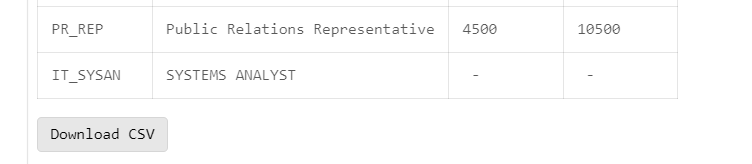 PR_REP Public Relations Representative 4500 10500
IT_SYSAN SYSTEMS ANALYST - -
Download CSV